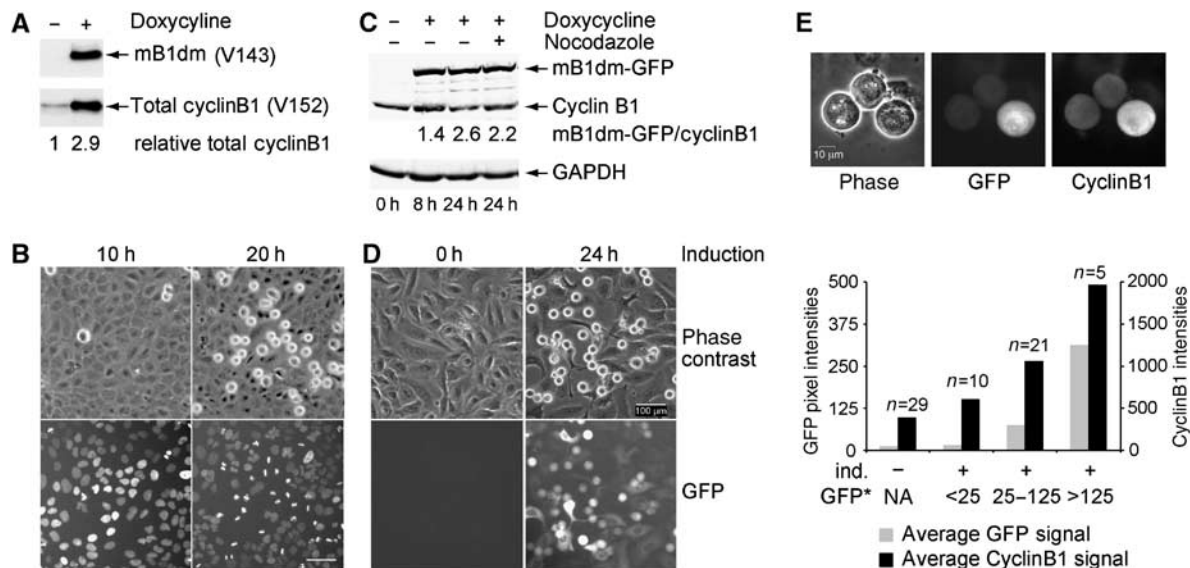 A
− + Doxycyline
mB1dm (V143)
Total cyclinB1 (V152)
1 2.9 relative total cyclinB1
B
10 h 20 h
C
− + + + Doxycycline
− − − + Nocodazole
mB1dm-GFP
Cyclin B1
1.4 2.6 2.2 mB1dm-GFP/cyclinB1
GAPDH
0 h 8 h 24 h 24 h
D
0 h 24 h Induction
Phase
contrast
100 μm
GFP
E
10 μm
Phase GFP CyclinB1
500
375
250
125
0
GFP pixel intensities
n=29
n=10
n=21
n=5
2000
1500
1000
500
0
CyclinB1 intensities
ind. − + + +
GFP* NA <25 25–125 >125
Average GFP signal
Average CyclinB1 signal